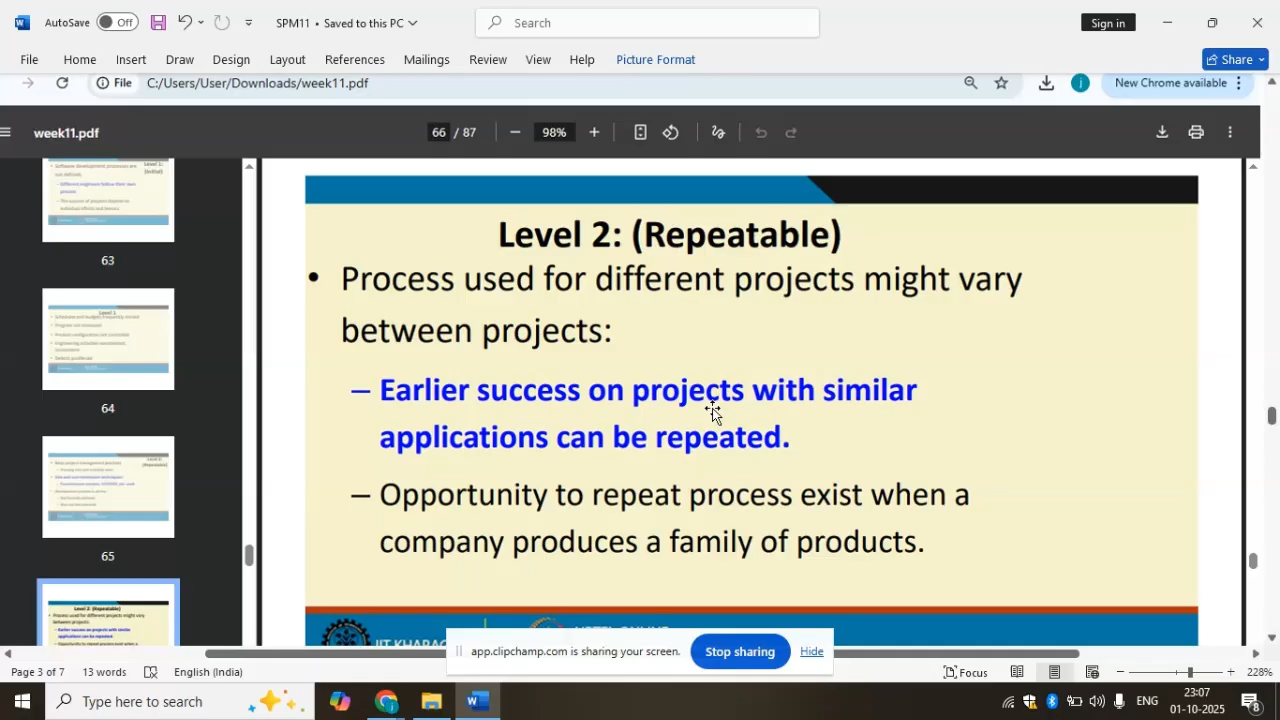 AutoSave Off SPM11 • Saved to this PC Search Sign in
File Home Insert Draw Design Layout References Mailings Review View Help Picture Format Share
File C:/Users/User/Downloads/week11.pdf New Chrome available
week11.pdf 66 / 87 98%
63
64
65
Level 2: (Repeatable)
• Process used for different projects might vary
between projects:
– Earlier success on projects with similar
applications can be repeated.
– Opportunity to repeat process exist when a
company produces a family of products.
app.clipchamp.com is sharing your screen. Stop sharing Hide
Page 3 of 7 13 words English (India) Focus 228%
Type here to search ENG 23:07
01-10-2025 8